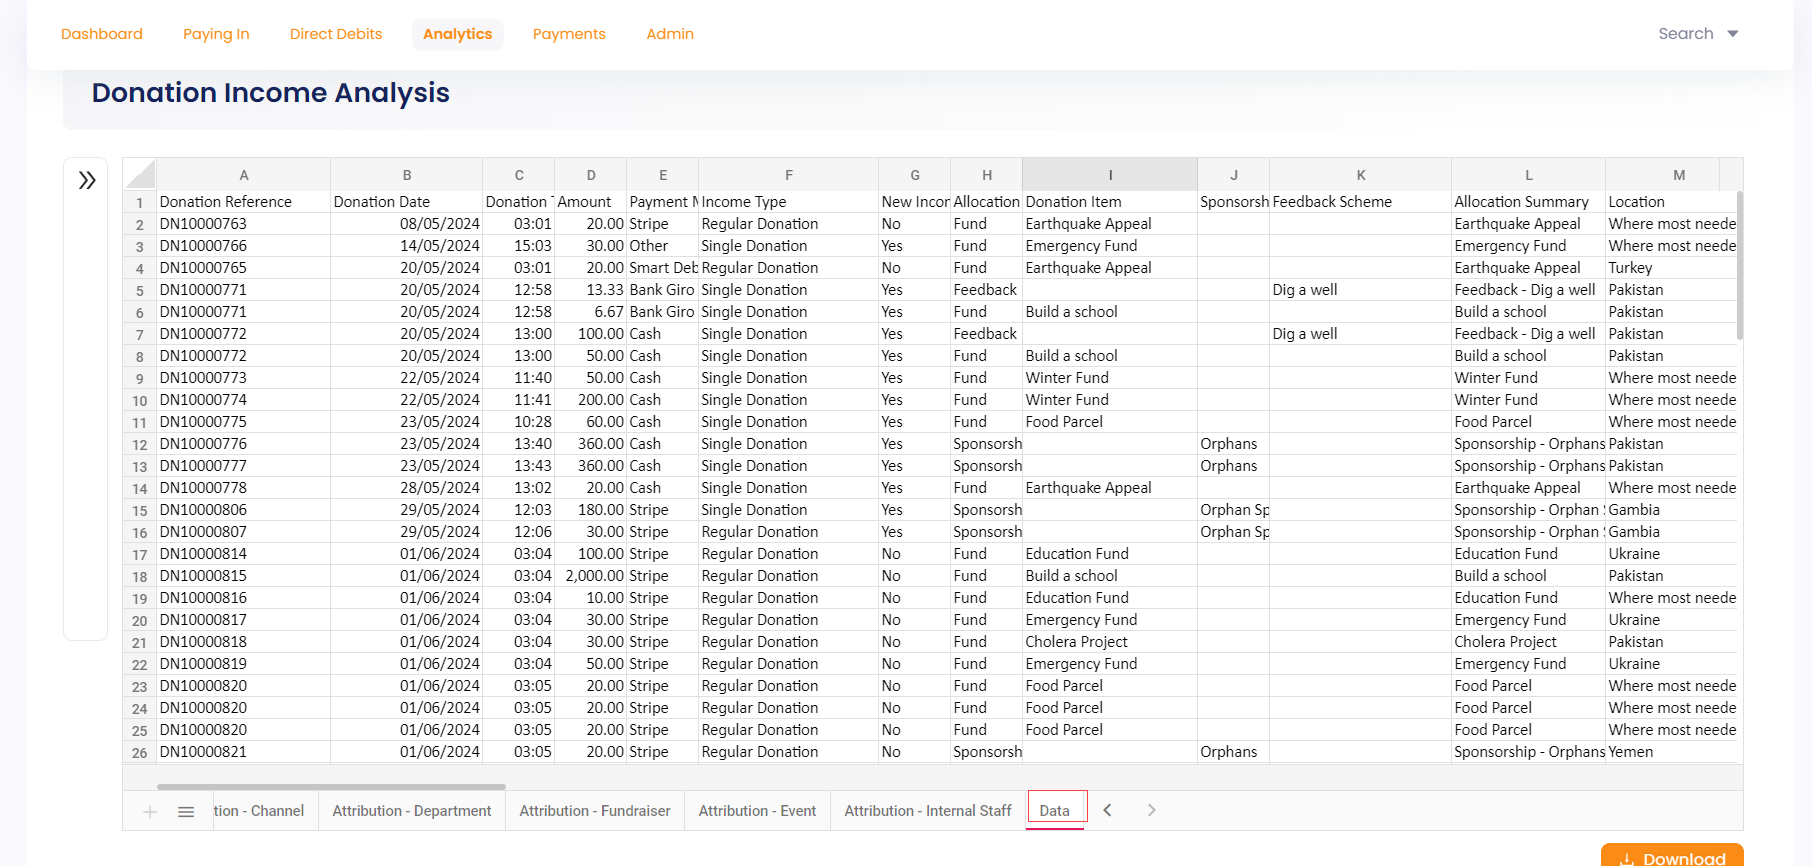 Dashboard Paying In Direct Debits Analytics Payments Admin Search
Donation Income Analysis
A B C D E F G H I J K L M
1 Donation Reference Donation Date Donation T Amount Payment M Income Type New Incom Allocation Donation Item Sponsorsh Feedback Scheme Allocation Summary Location
2 DN10000763 08/05/2024 03:01 20.00 Stripe Regular Donation No Fund Earthquake Appeal Earthquake Appeal Where most neede
3 DN10000766 14/05/2024 15:03 30.00 Other Single Donation Yes Fund Emergency Fund Emergency Fund Where most neede
4 DN10000765 20/05/2024 03:01 20.00 Smart Deb Regular Donation No Fund Earthquake Appeal Earthquake Appeal Turkey
5 DN10000771 20/05/2024 12:58 13.33 Bank Giro Single Donation Yes Feedback Dig a well Feedback - Dig a well Pakistan
6 DN10000771 20/05/2024 12:58 6.67 Bank Giro Single Donation Yes Fund Build a school Build a school Pakistan
7 DN10000772 20/05/2024 13:00 100.00 Cash Single Donation Yes Feedback Dig a well Feedback - Dig a well Pakistan
8 DN10000772 20/05/2024 13:00 50.00 Cash Single Donation Yes Fund Build a school Build a school Pakistan
9 DN10000773 22/05/2024 11:40 50.00 Cash Single Donation Yes Fund Winter Fund Winter Fund Where most neede
10 DN10000774 22/05/2024 11:41 200.00 Cash Single Donation Yes Fund Winter Fund Winter Fund Where most neede
11 DN10000775 23/05/2024 10:28 60.00 Cash Single Donation Yes Fund Food Parcel Food Parcel Where most neede
12 DN10000776 23/05/2024 13:40 360.00 Cash Single Donation Yes Sponsorsh Orphans Sponsorship - Orphans Pakistan
13 DN10000777 23/05/2024 13:43 360.00 Cash Single Donation Yes Sponsorsh Orphans Sponsorship - Orphans Pakistan
14 DN10000778 28/05/2024 13:02 20.00 Cash Single Donation Yes Fund Earthquake Appeal Earthquake Appeal Where most neede
15 DN10000806 29/05/2024 12:03 180.00 Stripe Single Donation Yes Sponsorsh Orphan Sp Sponsorship - Orphan S Gambia
16 DN10000807 29/05/2024 12:06 30.00 Stripe Regular Donation Yes Sponsorsh Orphan Sp Sponsorship - Orphan S Gambia
17 DN10000814 01/06/2024 03:04 100.00 Stripe Regular Donation No Fund Education Fund Education Fund Ukraine
18 DN10000815 01/06/2024 03:04 2,000.00 Stripe Regular Donation No Fund Build a school Build a school Pakistan
19 DN10000816 01/06/2024 03:04 10.00 Stripe Regular Donation No Fund Education Fund Education Fund Where most neede
20 DN10000817 01/06/2024 03:04 30.00 Stripe Regular Donation No Fund Emergency Fund Emergency Fund Ukraine
21 DN10000818 01/06/2024 03:04 30.00 Stripe Regular Donation No Fund Cholera Project Cholera Project Pakistan
22 DN10000819 01/06/2024 03:04 50.00 Stripe Regular Donation No Fund Emergency Fund Emergency Fund Ukraine
23 DN10000820 01/06/2024 03:05 20.00 Stripe Regular Donation No Fund Food Parcel Food Parcel Where most neede
24 DN10000820 01/06/2024 03:05 20.00 Stripe Regular Donation No Fund Food Parcel Food Parcel Where most neede
25 DN10000820 01/06/2024 03:05 20.00 Stripe Regular Donation No Fund Food Parcel Food Parcel Where most neede
26 DN10000821 01/06/2024 03:05 20.00 Stripe Regular Donation No Sponsorsh Orphans Sponsorship - Orphans Yemen
tion - Channel Attribution - Department Attribution - Fundraiser Attribution - Event Attribution - Internal Staff Data
Download